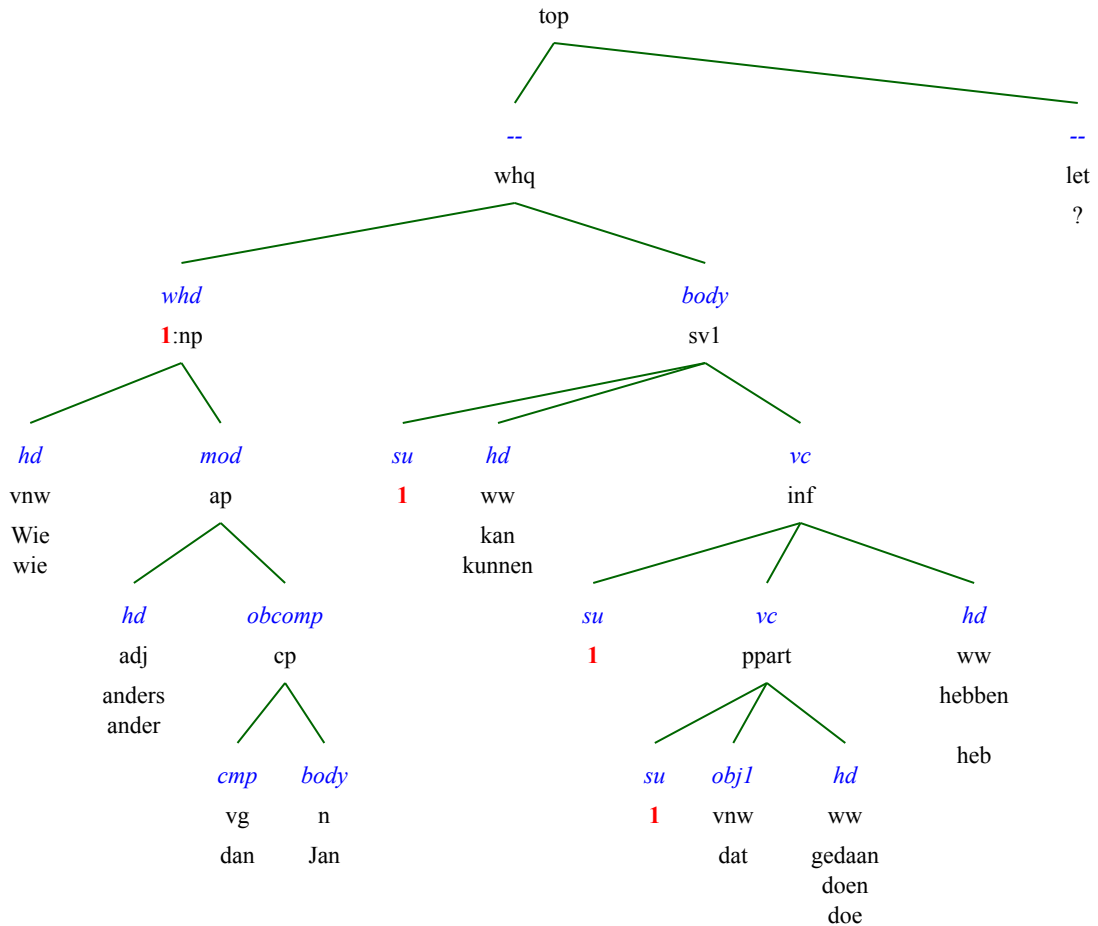 top
-- --
whq let
?
whd body
1:np sv1
hd mod su hd vc
vnw ap 1 ww inf
Wie kan
wie kunnen
hd obcomp su vc hd
adj cp 1 ppart ww
anders hebben
ander
heb
cmp body su obj1 hd
vg n 1 vnw ww
dan Jan dat gedaan
doen
doe